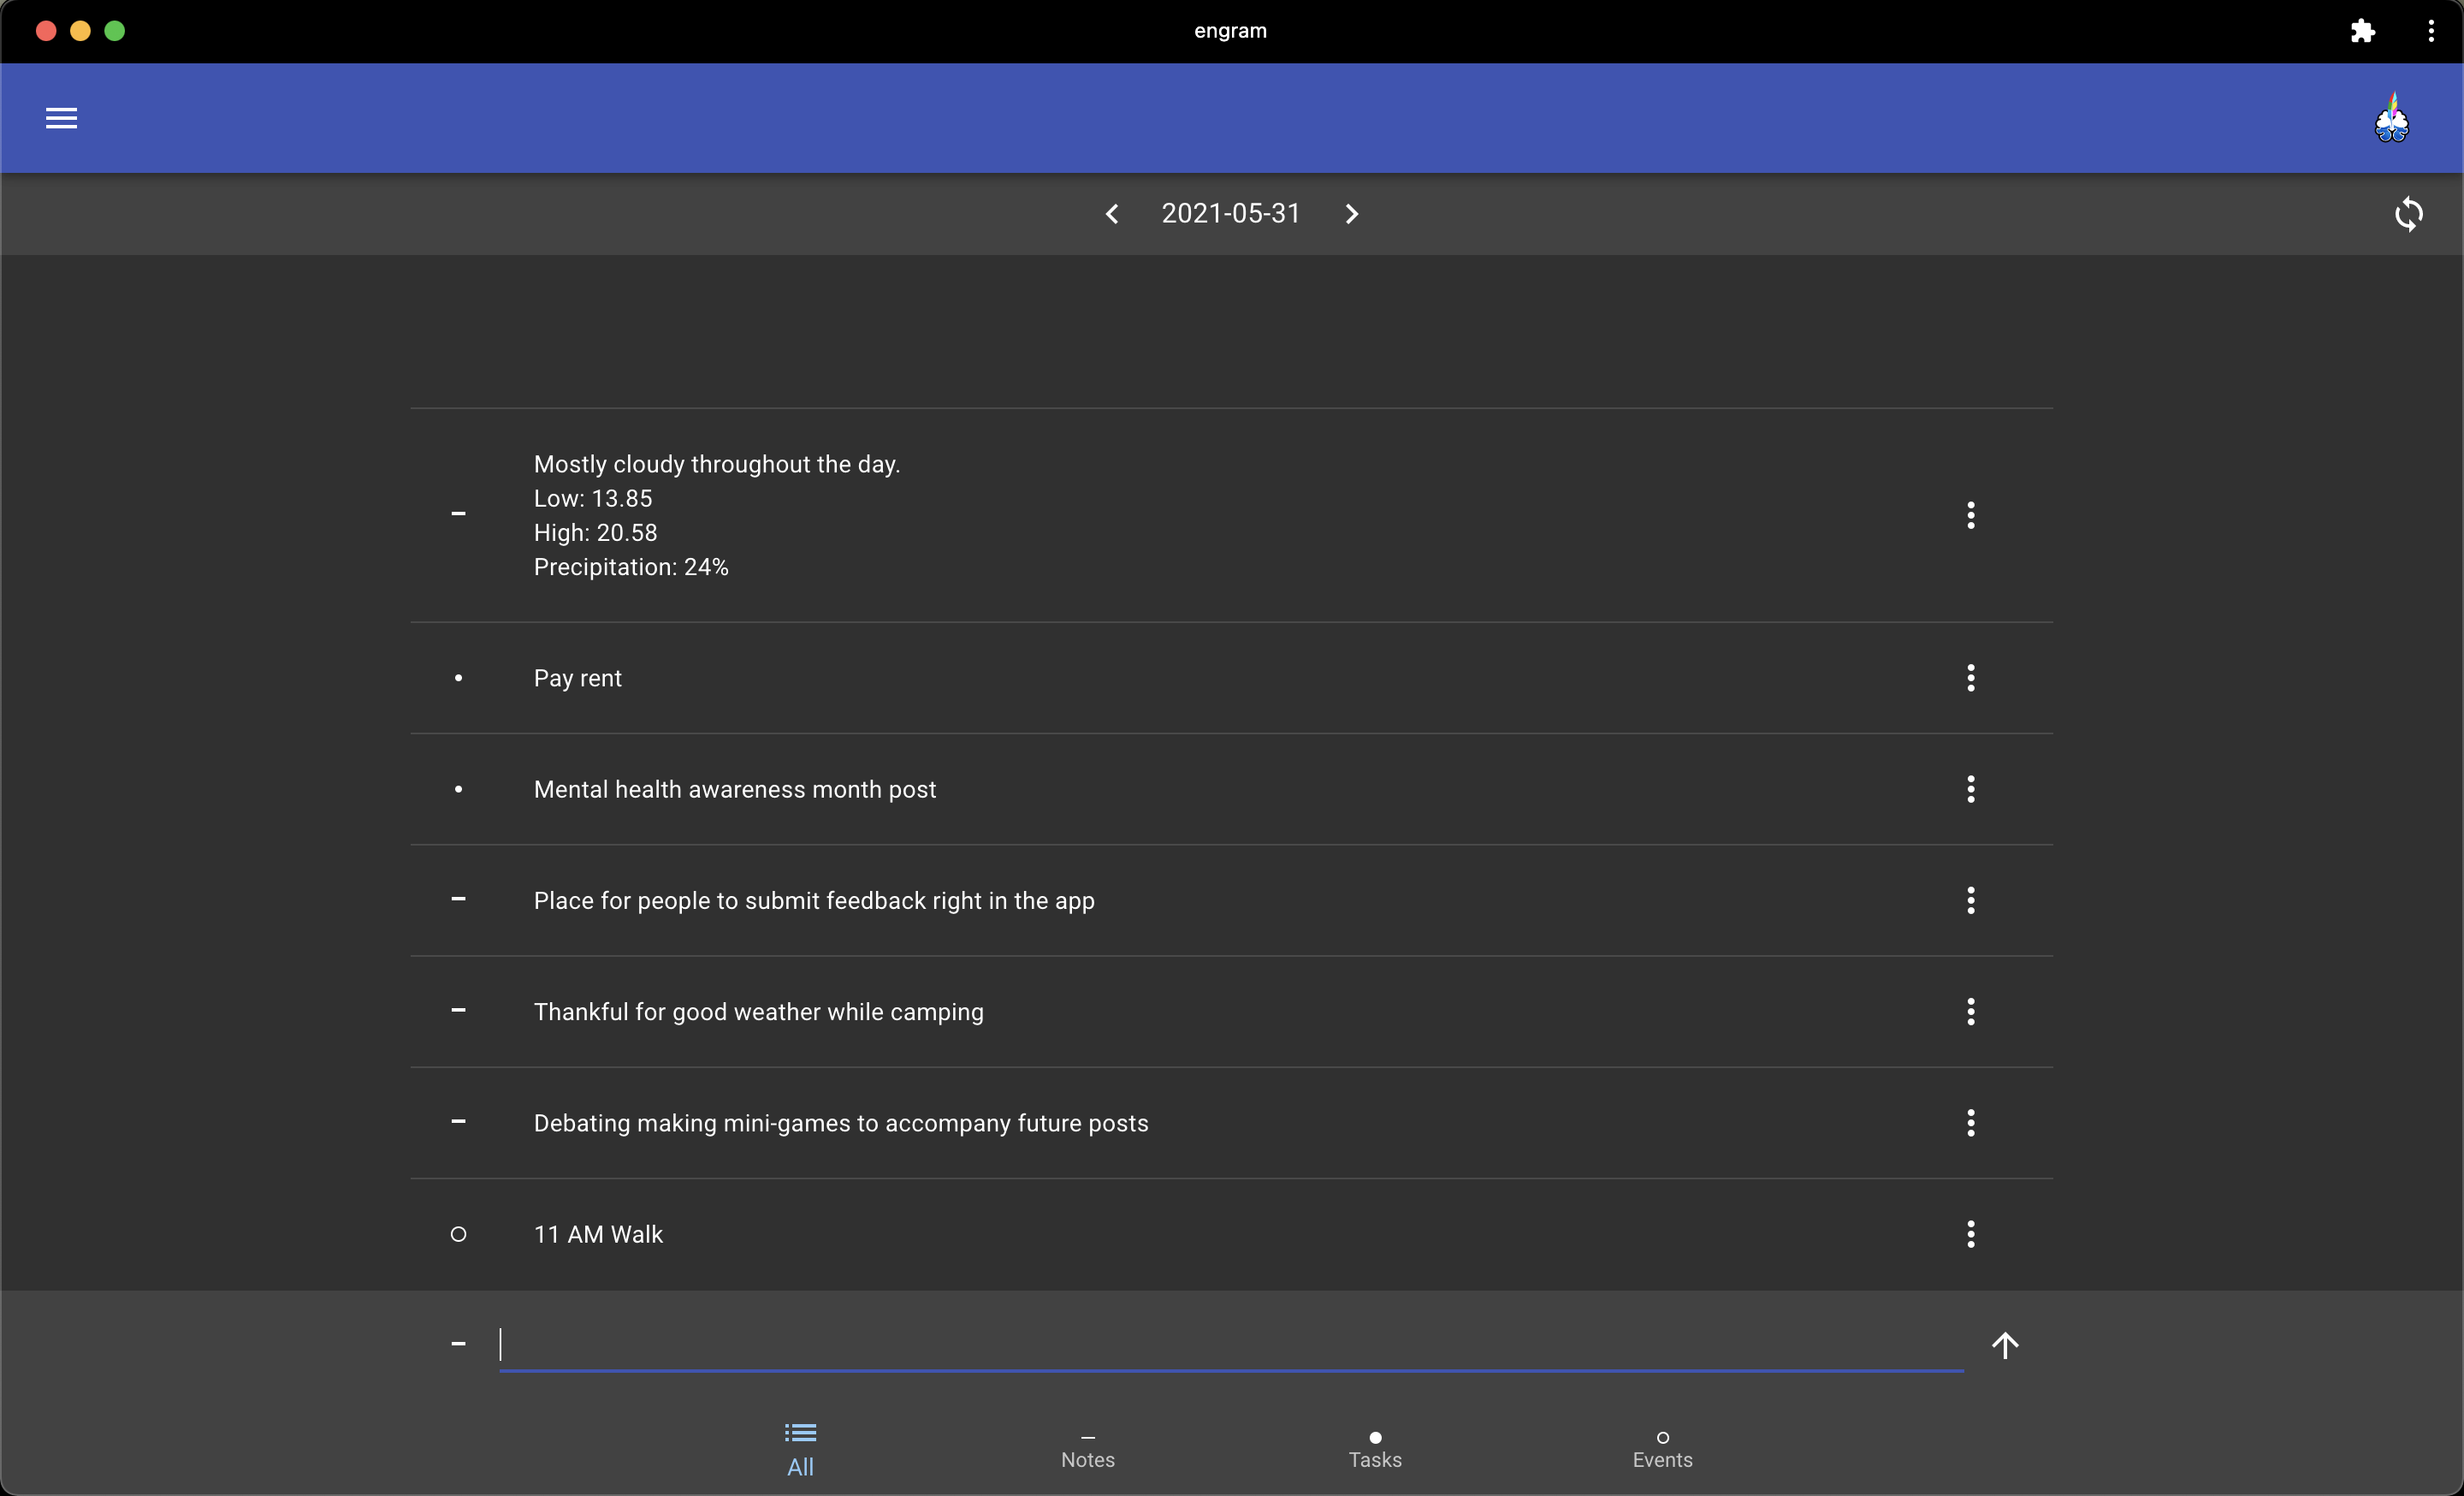 engram
2021-05-31
Mostly cloudy throughout the day.
Low: 13.85
High: 20.58
Precipitation: 24%
Pay rent
Mental health awareness month post
Place for people to submit feedback right in the app
Thankful for good weather while camping
Debating making mini-games to accompany future posts
11 AM Walk
All
Notes
Tasks
Events